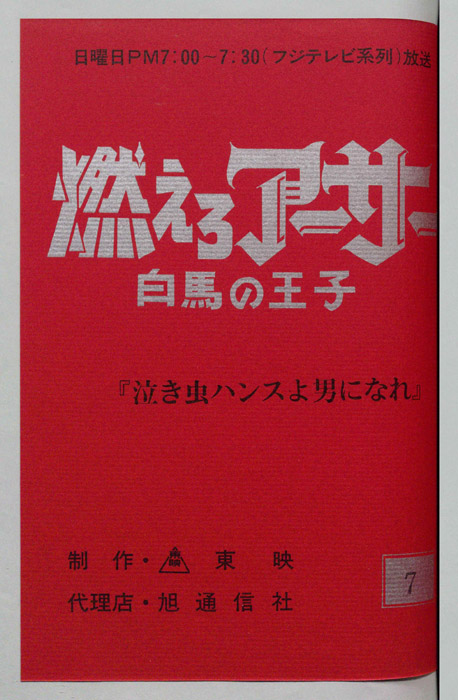 日曜日PM7:00～7:30(フジテレビ系列)放送
燃えろアーサー
白馬の王子
『泣き虫ハンスよ男になれ』
制作・東映 東映
代理店・旭通信社
7